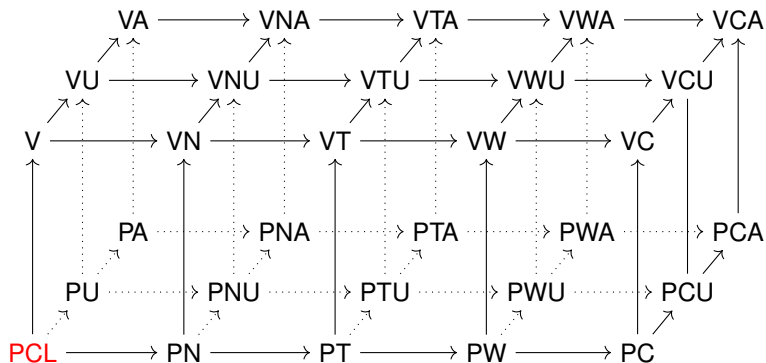 VA VNA VTA VWA VCA
VU VNU VTU VWU VCU
V VN VT VW VC
PA PNA PTA PWA PCA
PU PNU PTU PWU PCU
PCL PN PT PW PC